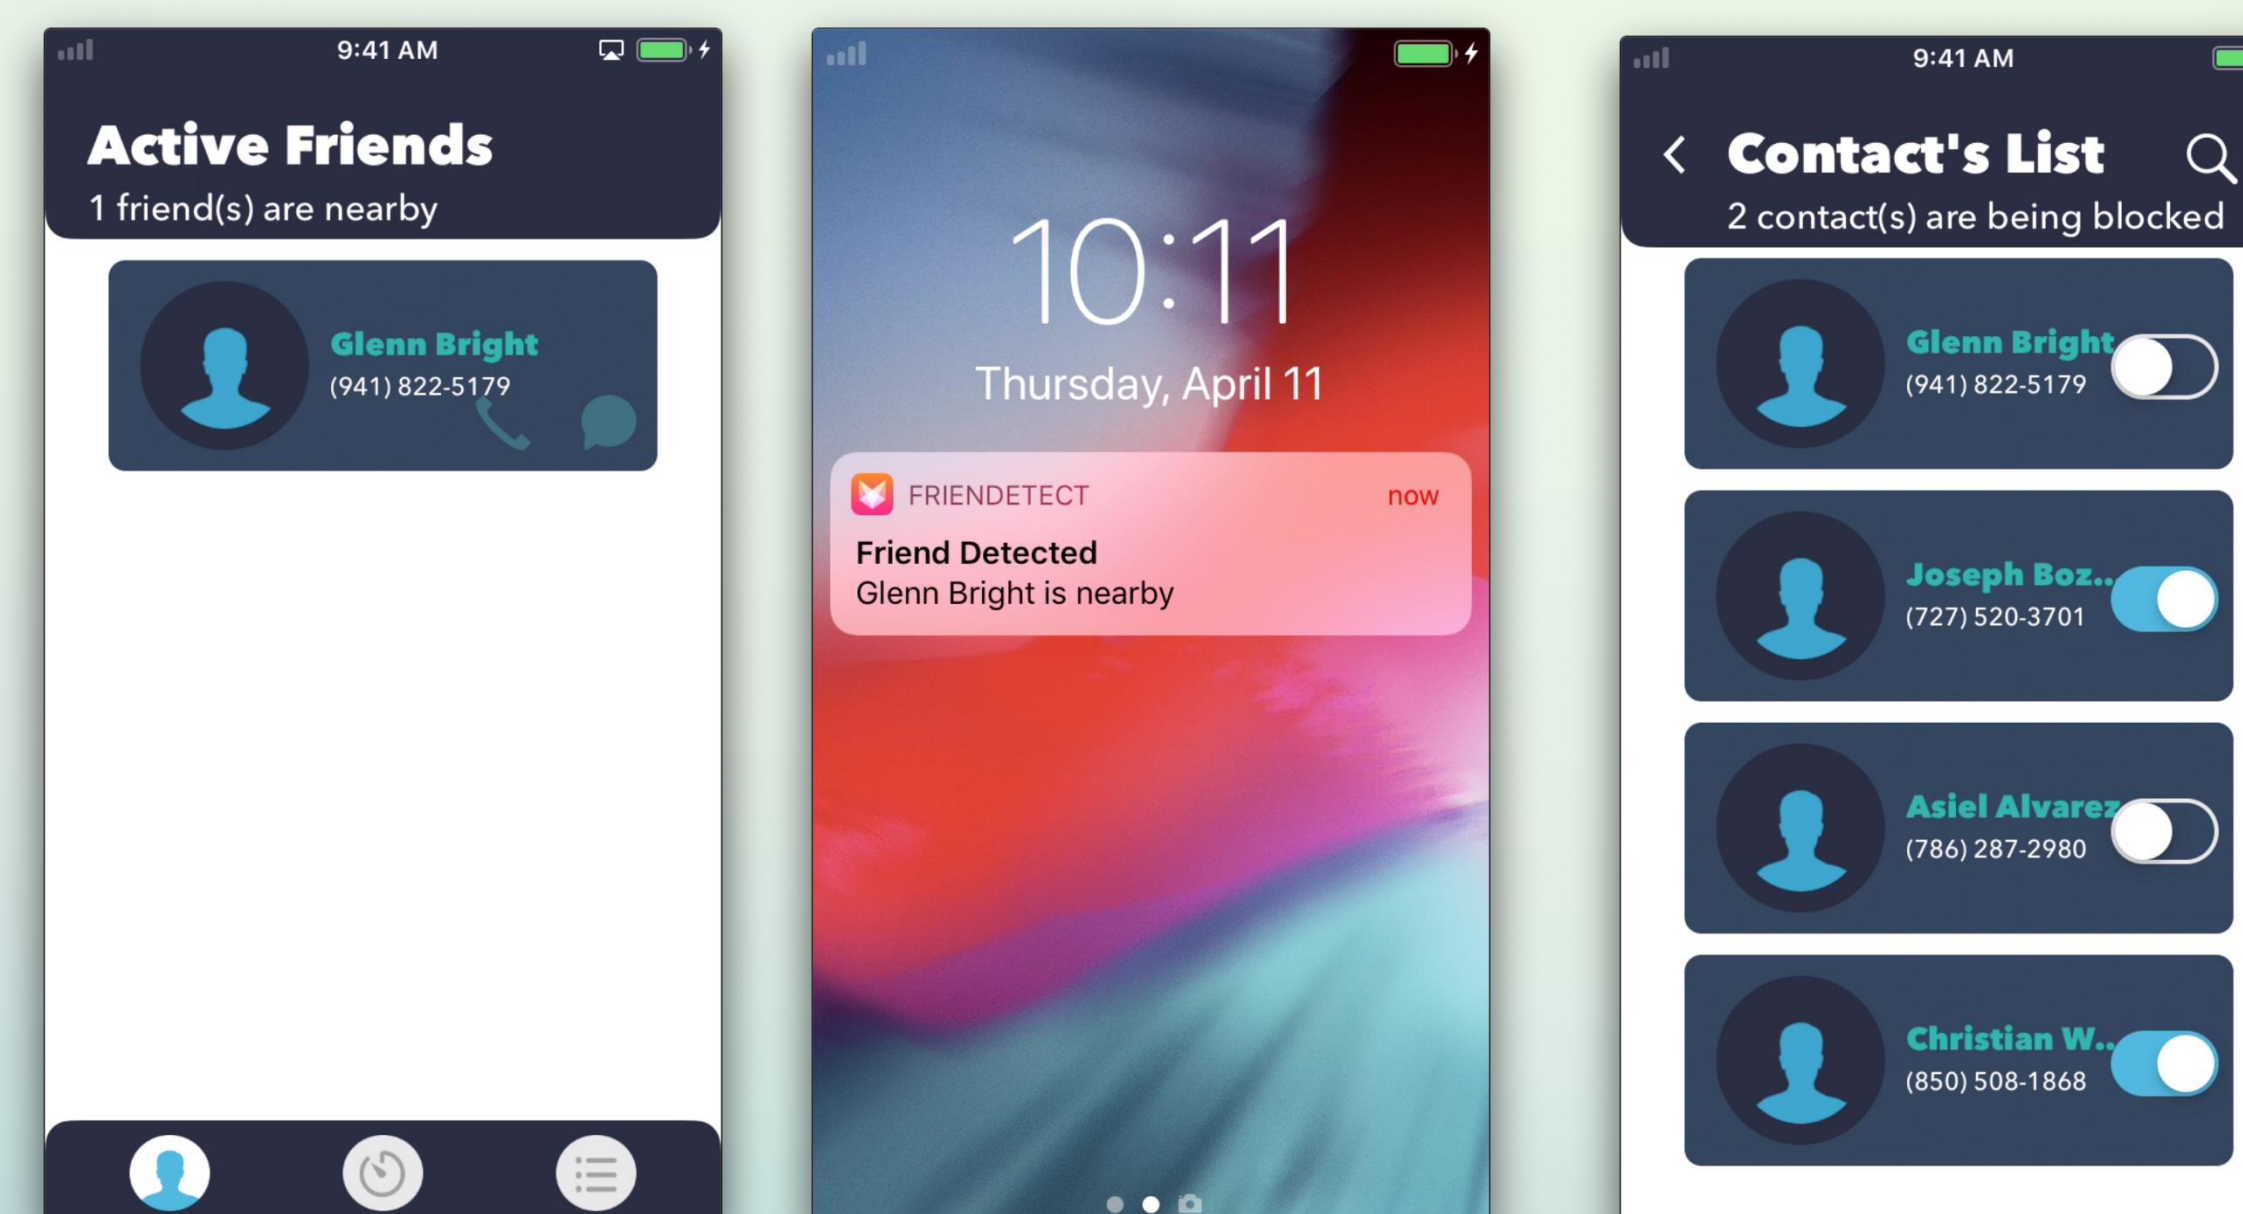 9:41 AM
Active Friends
1 friend(s) are nearby
Glenn Bright
(941) 822-5179
10:11
Thursday, April 11
FRIENDETECT
now
Friend Detected
Glenn Bright is nearby
9:41 AM
Contact's List
2 contact(s) are being blocked
Glenn Bright
(941) 822-5179
Joseph Boz...
(727) 520-3701
Asiel Alvarez
(786) 287-2980
Christian W...
(850) 508-1868